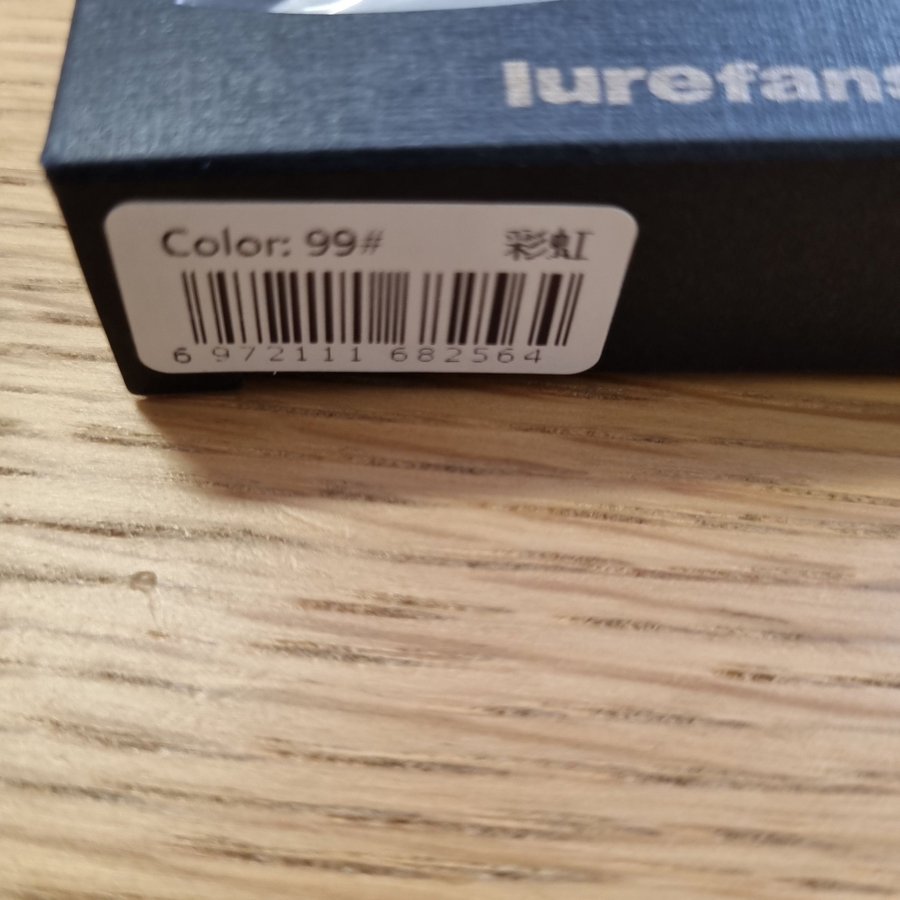 lurefans
Color: 99# 彩虹
6 972111 682564